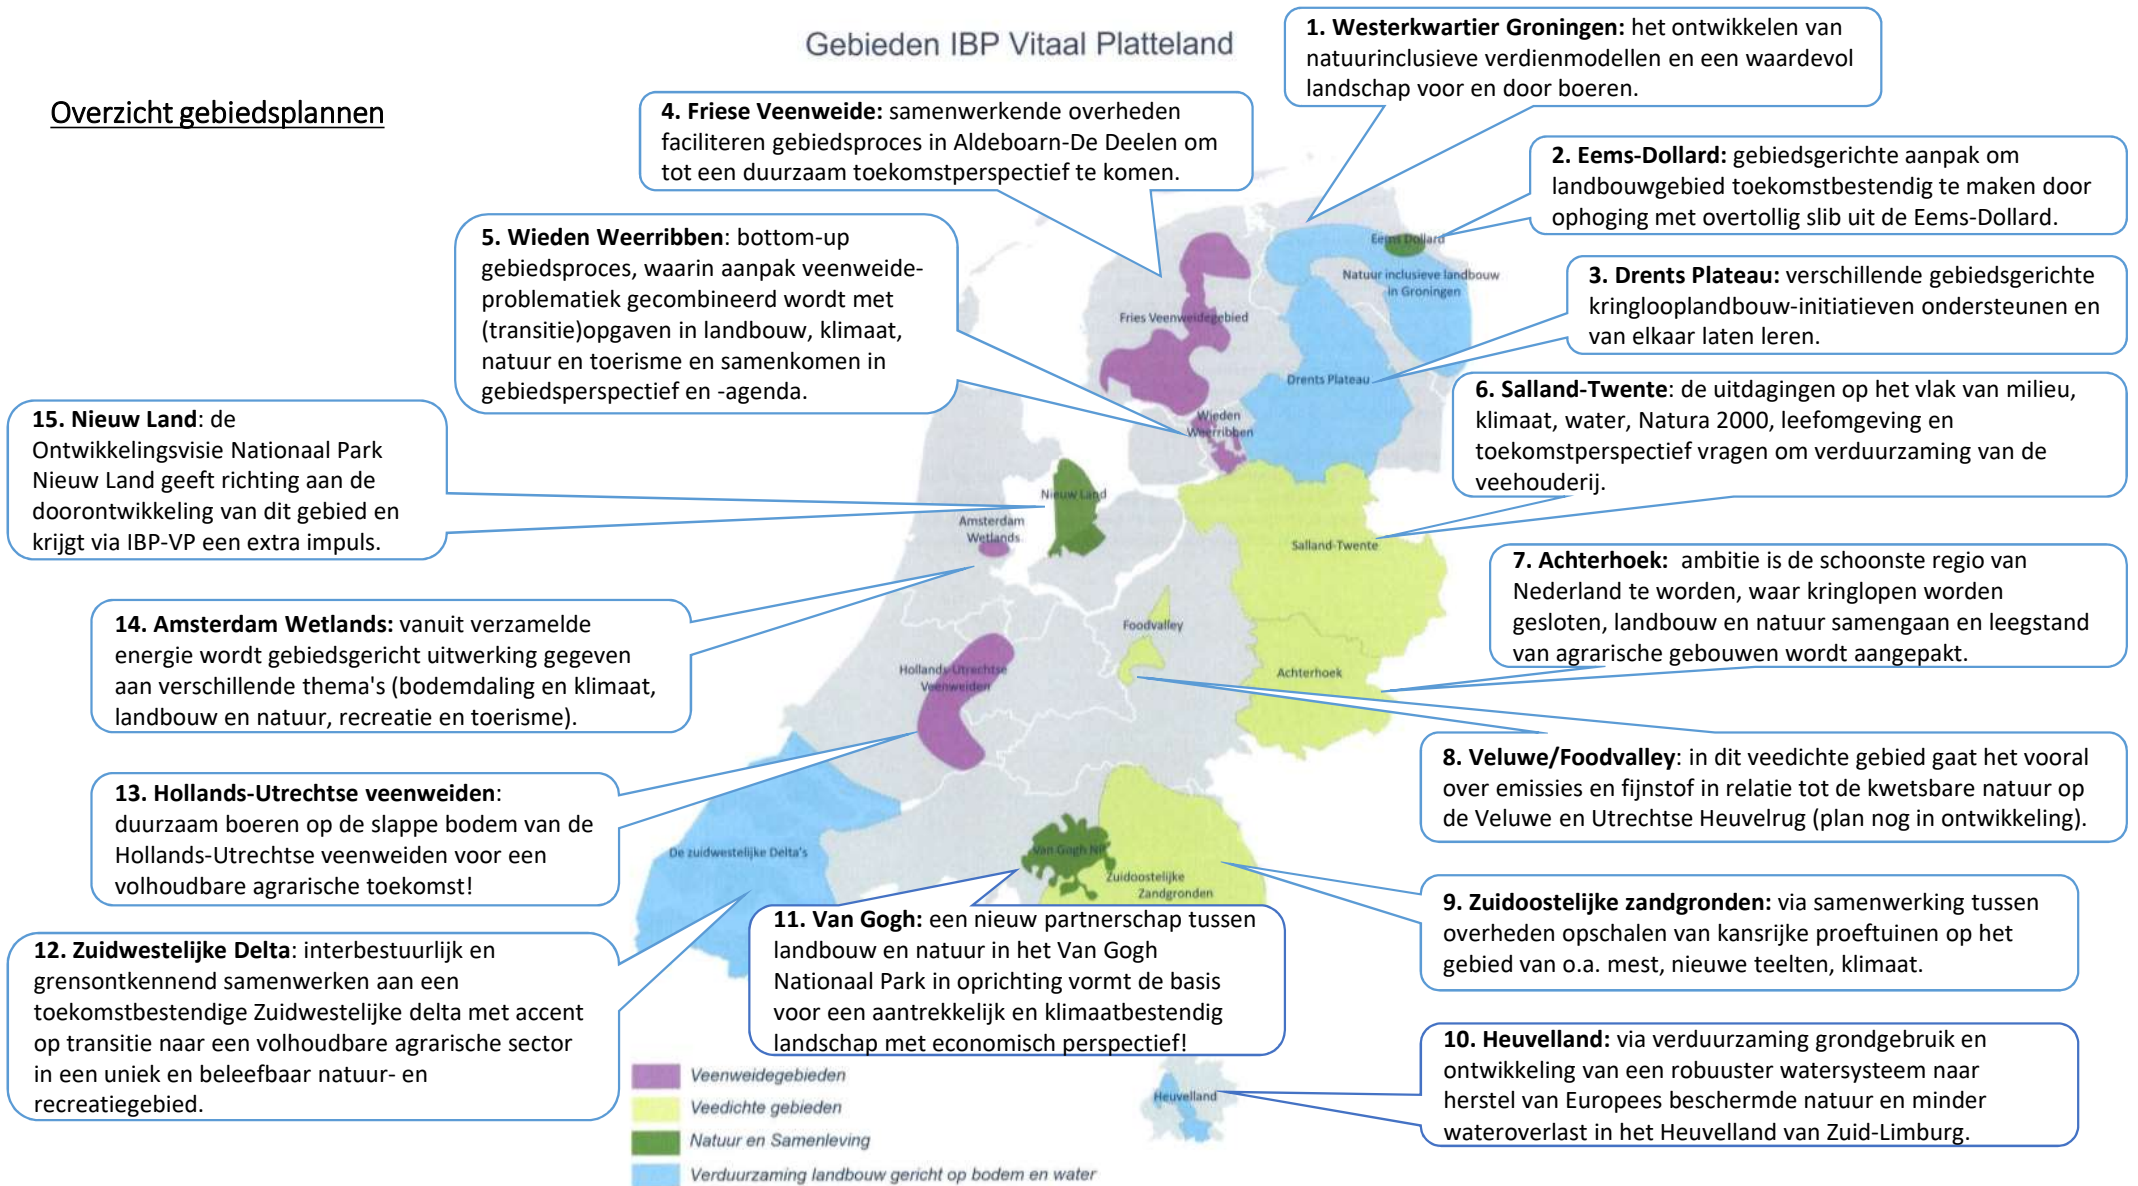 Gebieden IBP Vitaal Platteland
Overzicht gebiedsplannen
1. Westerkwartier Groningen: het ontwikkelen van
natuurinclusieve verdienmodellen en een waardevol
landschap voor en door boeren.
4. Friese Veenweide: samenwerkende overheden
faciliteren gebiedsproces in Aldeboarn-De Deelen om
tot een duurzaam toekomstperspectief te komen.
2. Eems-Dollard: gebiedsgerichte aanpak om
landbouwgebied toekomstbestendig te maken door
ophoging met overtollig slib uit de Eems-Dollard.
5. Wieden Weerribben: bottom-up
gebiedsproces, waarin aanpak veenweide-
problematiek gecombineerd wordt met
(transitie)opgaven in landbouw, klimaat,
natuur en toerisme en samenkomen in
gebiedsperspectief en -agenda.
3. Drents Plateau: verschillende gebiedsgerichte
kringlooplandbouw-initiatieven ondersteunen en
van elkaar laten leren.
6. Salland-Twente: de uitdagingen op het vlak van milieu,
klimaat, water, Natura 2000, leefomgeving en
toekomstperspectief vragen om verduurzaming van de
veehouderij.
15. Nieuw Land: de
Ontwikkelingsvisie Nationaal Park
Nieuw Land geeft richting aan de
doorontwikkeling van dit gebied en
krijgt via IBP-VP een extra impuls.
7. Achterhoek: ambitie is de schoonste regio van
Nederland te worden, waar kringlopen worden
gesloten, landbouw en natuur samengaan en leegstand
van agrarische gebouwen wordt aangepakt.
14. Amsterdam Wetlands: vanuit verzamelde
energie wordt gebiedsgericht uitwerking gegeven
aan verschillende thema's (bodemdaling en klimaat,
landbouw en natuur, recreatie en toerisme).
8. Veluwe/Foodvalley: in dit veedichte gebied gaat het vooral
over emissies en fijnstof in relatie tot de kwetsbare natuur op
de Veluwe en Utrechtse Heuvelrug (plan nog in ontwikkeling).
13. Hollands-Utrechtse veenweiden:
duurzaam boeren op de slappe bodem van de
Hollands-Utrechtse veenweiden voor een
volhoudbare agrarische toekomst!
9. Zuidoostelijke zandgronden: via samenwerking tussen
overheden opschalen van kansrijke proeftuinen op het
gebied van o.a. mest, nieuwe teelten, klimaat.
12. Zuidwestelijke Delta: interbestuurlijk en
grensontkennend samenwerken aan een
toekomstbestendige Zuidwestelijke delta met accent
op transitie naar een volhoudbare agrarische sector
in een uniek en beleefbaar natuur- en
recreatiegebied.
11. Van Gogh: een nieuw partnerschap tussen
landbouw en natuur in het Van Gogh
Nationaal Park in oprichting vormt de basis
voor een aantrekkelijk en klimaatbestendig
landschap met economisch perspectief!
10. Heuvelland: via verduurzaming grondgebruik en
ontwikkeling van een robuuster watersysteem naar
herstel van Europees beschermde natuur en minder
wateroverlast in het Heuvelland van Zuid-Limburg.
Eems Dollard
Natuur inclusieve landbouw
in Groningen
Fries Veenweidegebied
Drents Plateau
Wieden
Weerribben
Nieuw Land
Amsterdam
Wetlands
Salland-Twente
Foodvalley
Hollands-Utrechtse
Veenweiden
Achterhoek
De zuidwestelijke Delta's
Van Gogh NP
Zuidoostelijke
Zandgronden
Heuvelland
Veenweidegebieden
Veedichte gebieden
Natuur en Samenleving
Verduurzaming landbouw gericht op bodem en water